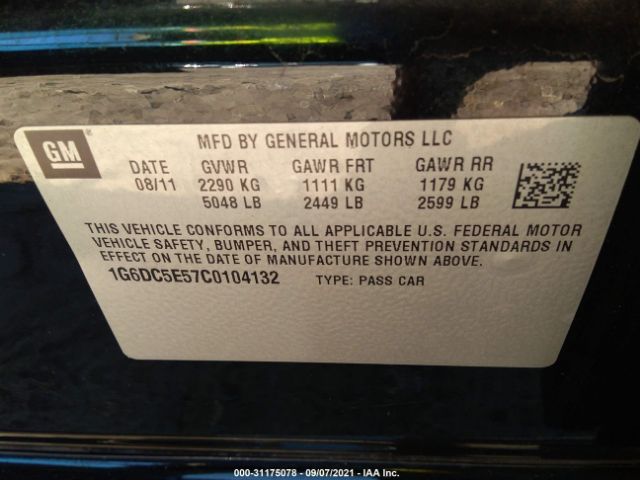 GM
MFD BY GENERAL MOTORS LLC
DATE GVWR GAWR FRT GAWR RR
08/11 2290 KG 1111 KG 1179 KG
5048 LB 2449 LB 2599 LB
THIS VEHICLE CONFORMS TO ALL APPLICABLE U.S. FEDERAL MOTOR
VEHICLE SAFETY, BUMPER, AND THEFT PREVENTION STANDARDS IN
EFFECT ON THE DATE OF MANUFACTURE SHOWN ABOVE.
1G6DC5E57C0104132 TYPE: PASS CAR
000-31175078 - 09/07/2021 - IAA Inc.